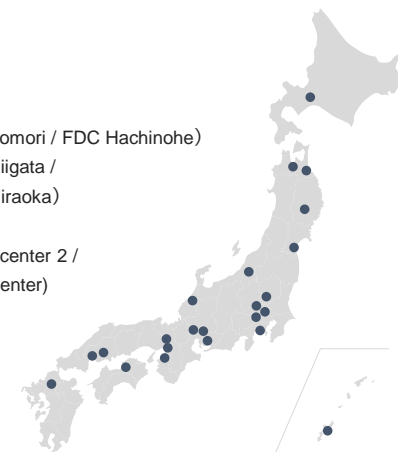 omori / FDC Hachinohe）
iigata /
iraoka）
center 2 /
enter)